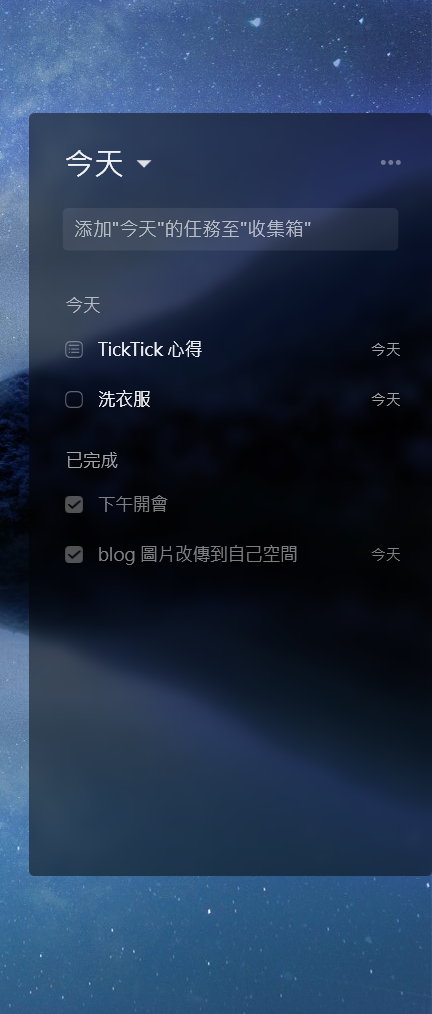 今天
添加"今天"的任務至"收集箱"
今天
TickTick 心得 今天
洗衣服 今天
已完成
下午開會
blog 圖片改傳到自己空間 今天